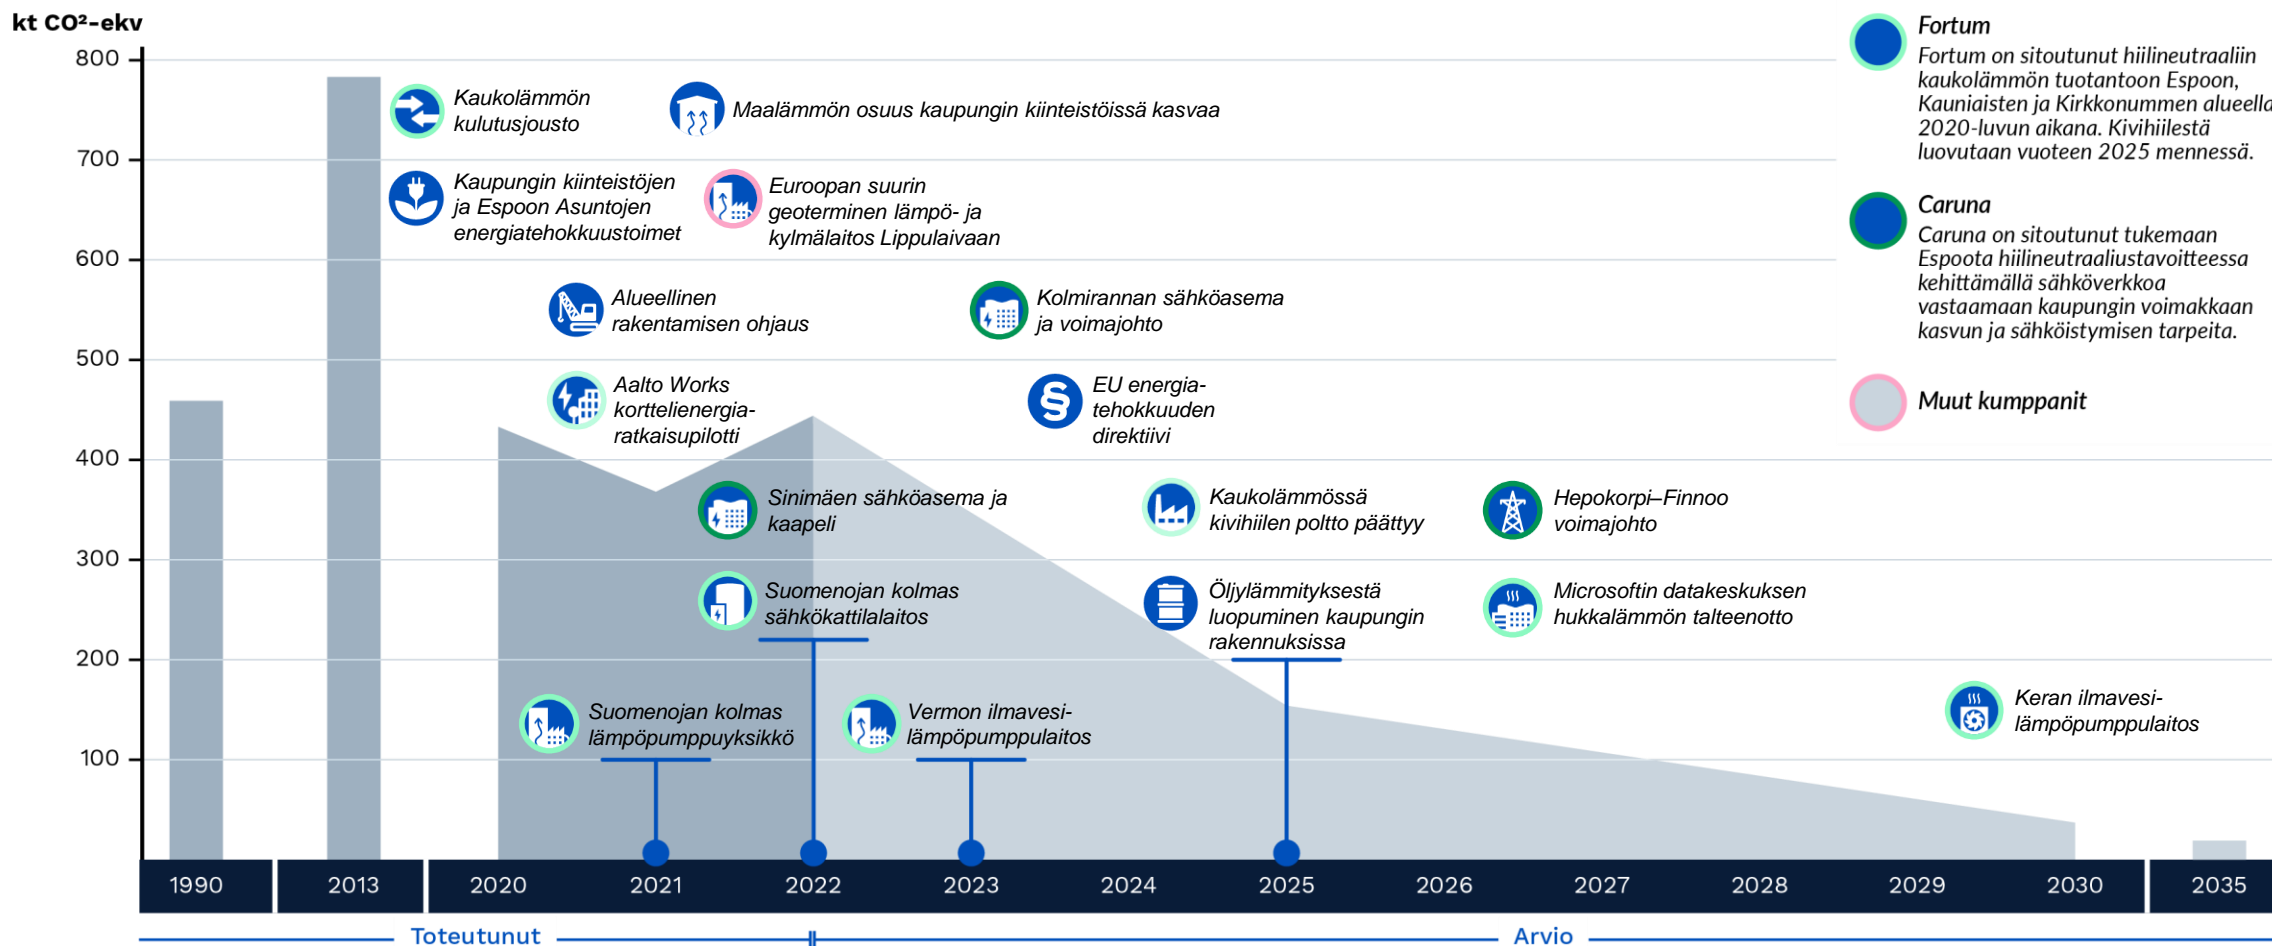 kt CO²-ekv
800
700
600
500
400
300
200
100
Kaukolämmön
kulutusjousto
Maalämmön osuus kaupungin kiinteistöissä kasvaa
Kaupungin kiinteistöjen
ja Espoon Asuntojen
energiatehokkuustoimet
Euroopan suurin
geoterminen lämpö- ja
kylmälaitos Lippulaivaan
Alueellinen
rakentamisen ohjaus
Kolmirannan sähköasema
ja voimajohto
Aalto Works
korttelienergia-
ratkaisupilotti
EU energia-
tehokkuuden
direktiivi
Sinimäen sähköasema ja
kaapeli
Kaukolämmössä
kivihiilen poltto päättyy
Hepokorpi–Finnoo
voimajohto
Suomenojan kolmas
sähkökattilalaitos
Öljylämmityksestä
luopuminen kaupungin
rakennuksissa
Microsoftin datakeskuksen
hukkalämmön talteenotto
Suomenojan kolmas
lämpöpumppuyksikkö
Vermon ilmavesi-
lämpöpumppulaitos
Keran ilmavesi-
lämpöpumppulaitos
Fortum
Fortum on sitoutunut hiilineutraaliin
kaukolämmön tuotantoon Espoon,
Kauniaisten ja Kirkkonummen alueella
2020-luvun aikana. Kivihiilestä
luovutaan vuoteen 2025 mennessä.
Caruna
Caruna on sitoutunut tukemaan
Espoota hiilineutraaliustavoitteessa
kehittämällä sähköverkkoa
vastaamaan kaupungin voimakkaan
kasvun ja sähköistymisen tarpeita.
Muut kumppanit
1990 2013 2020 2021 2022 2023 2024 2025 2026 2027 2028 2029 2030 2035
Toteutunut Arvio